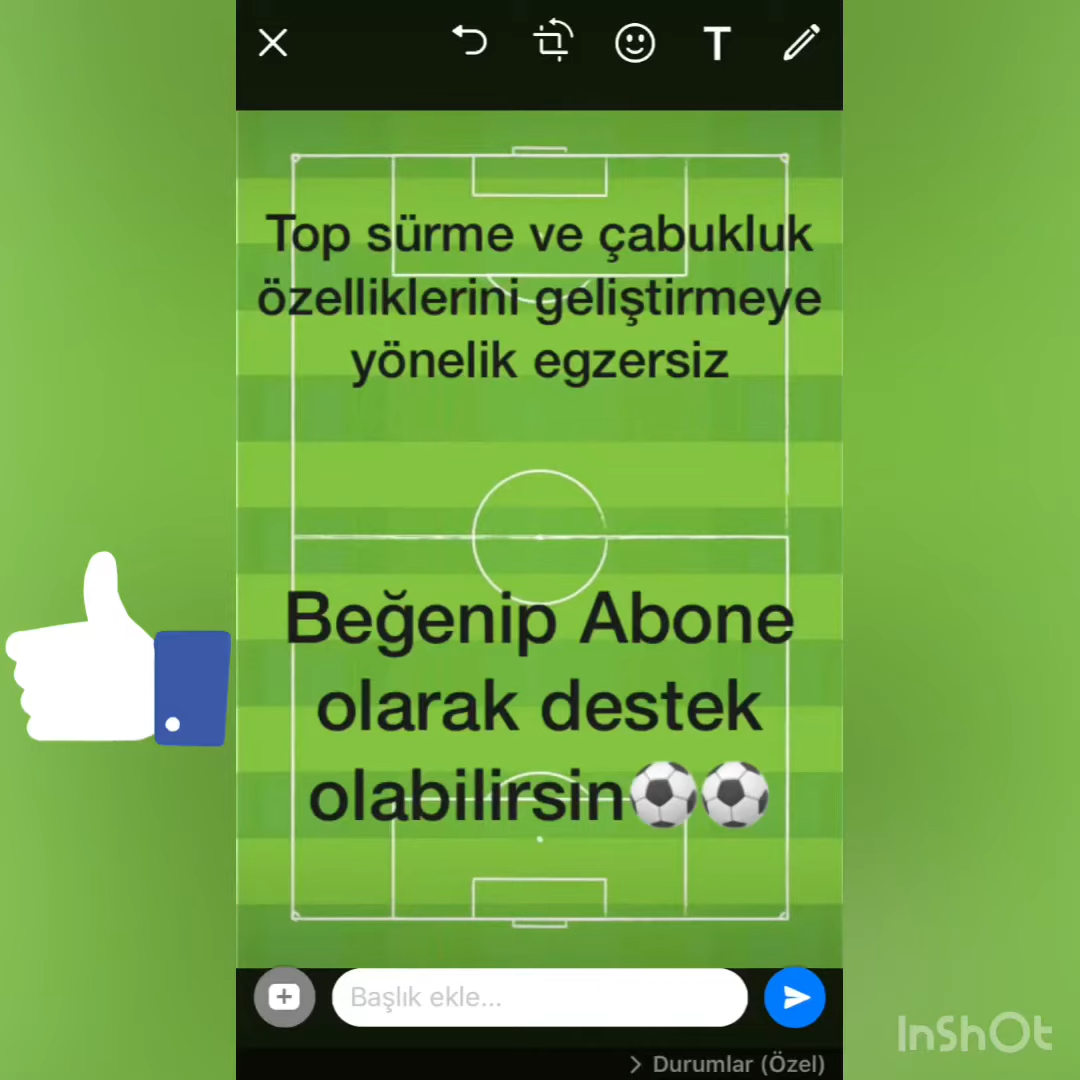 T
Top sürme ve çabukluk
özelliklerini geliştirmeye
yönelik egzersiz
Beğenip Abone
olarak destek
olabilirsin⚽⚽
Başlık ekle...
> Durumlar (Özel)
InShOt